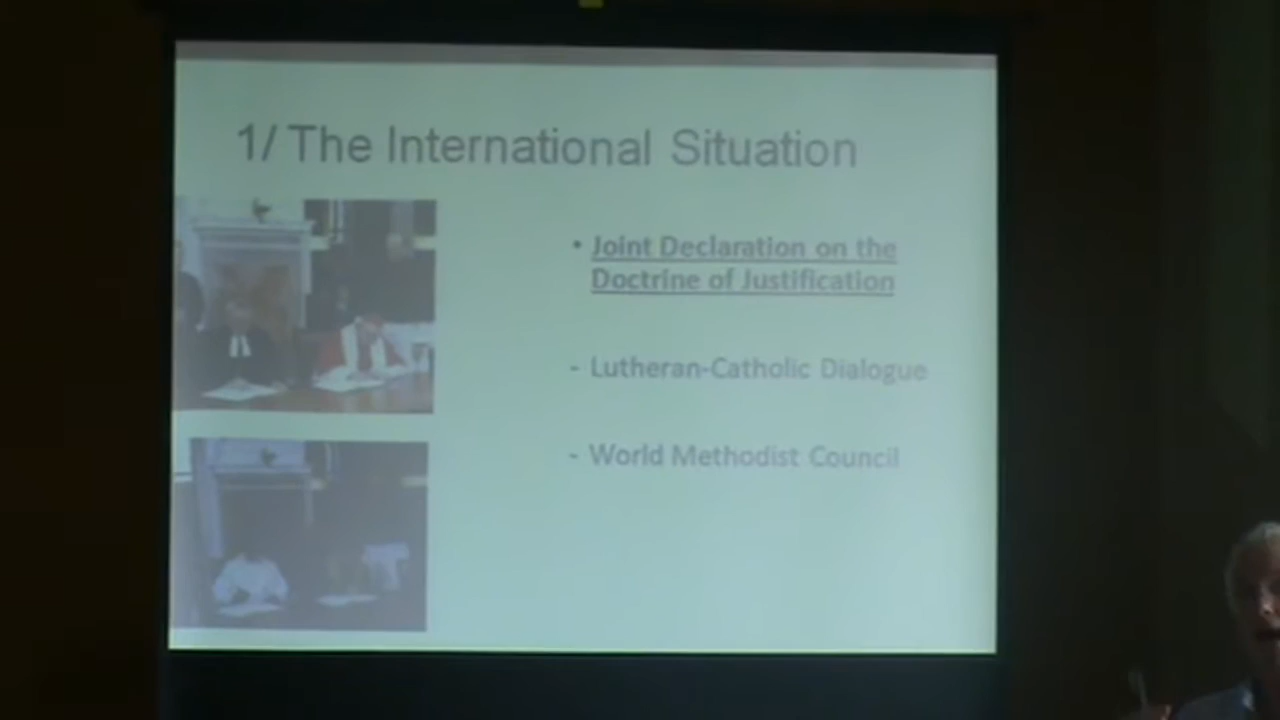 1/ The International Situation
• Joint Declaration on the
Doctrine of Justification
- Lutheran-Catholic Dialogue
- World Methodist Council